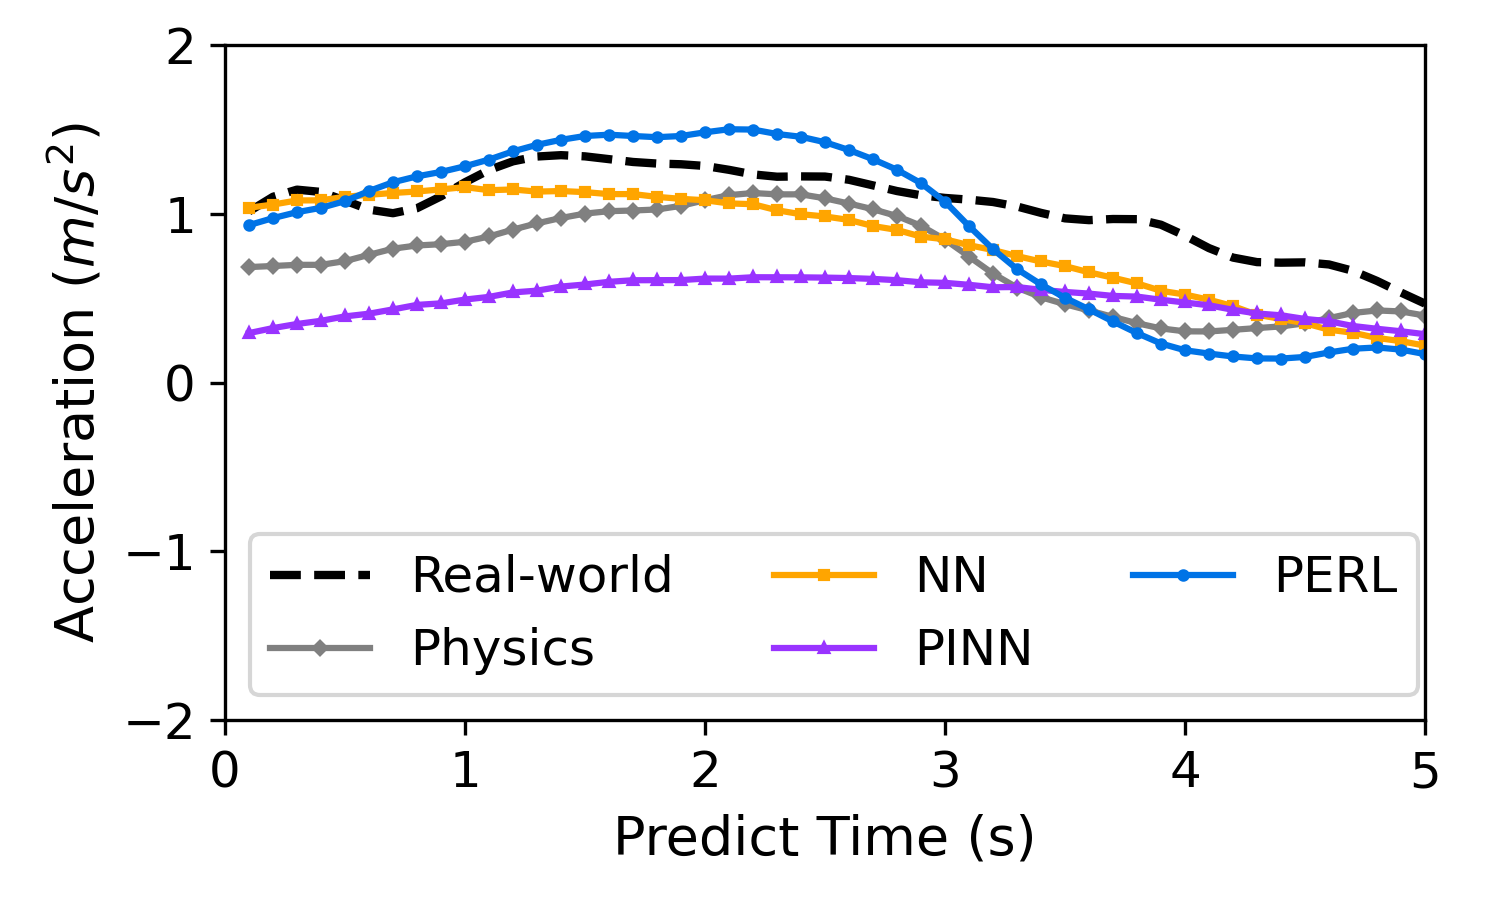 2
1
0
−1
−2
Acceleration (m/s²)
Real-world
NN
PERL
Physics
PINN
0 1 2 3 4 5
Predict Time (s)